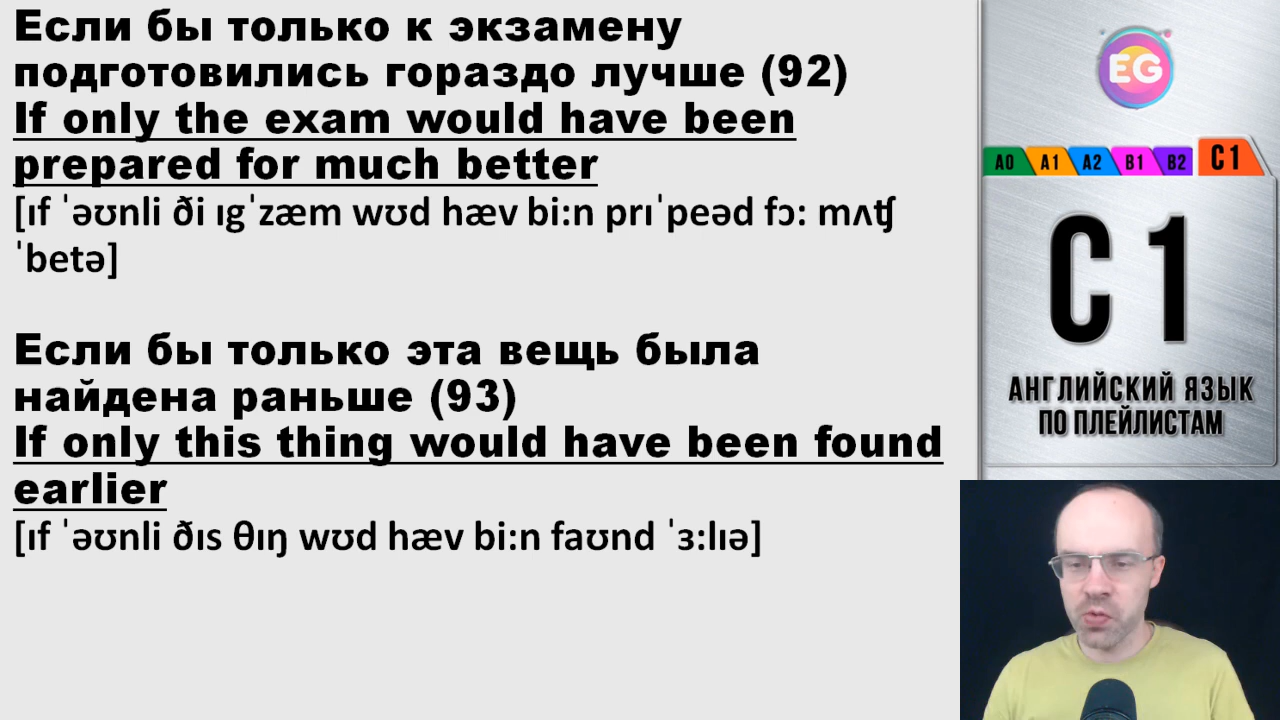 Если бы только к экзамену
подготовились гораздо лучше (92)
If only the exam would have been
prepared for much better
[ɪf ˈəʊnli ði ɪgˈzæm wʊd hæv bi:n prɪˈpeəd fɔ: mʌʧ
ˈbetə]
Если бы только эта вещь была
найдена раньше (93)
If only this thing would have been found
earlier
[ɪf ˈəʊnli ðɪs θɪŋ wʊd hæv bi:n faʊnd ˈɜ:lɪə]
EG
A0 A1 A2 B1 B2 C1
C1
АНГЛИЙСКИЙ ЯЗЫК
ПО ПЛЕЙЛИСТАМ